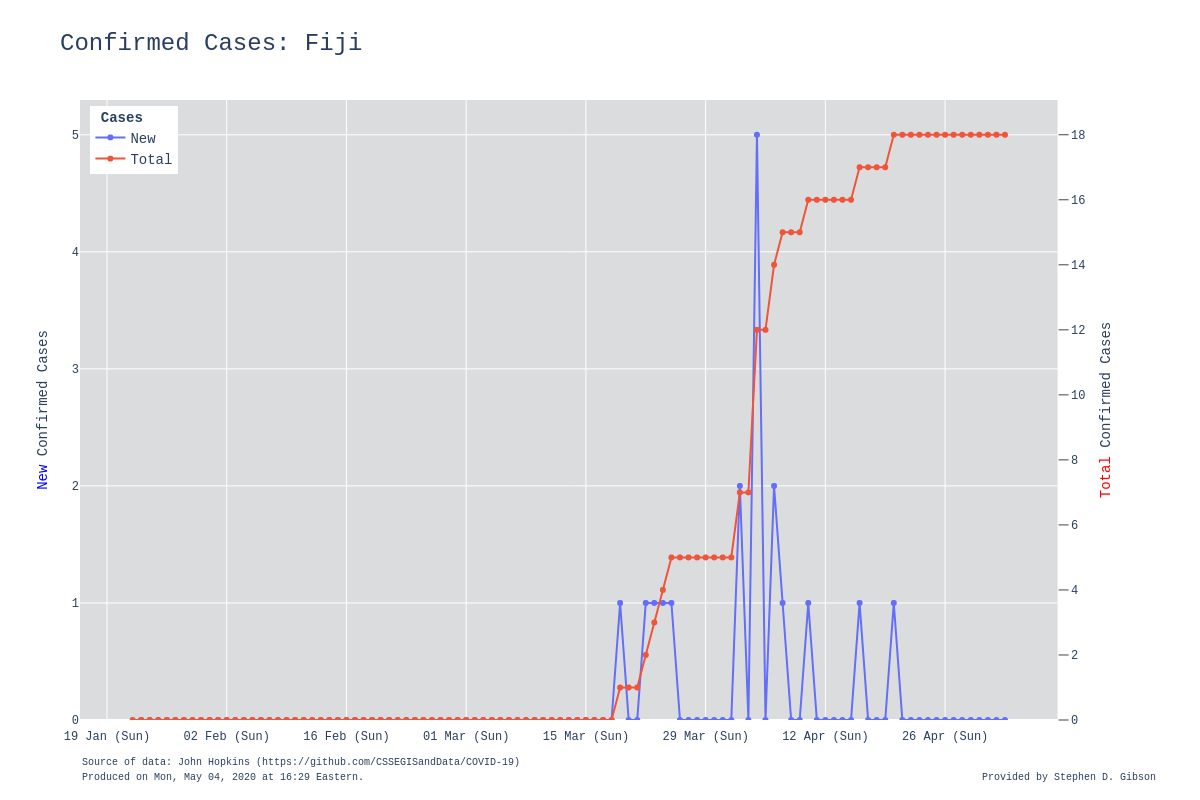 Confirmed Cases: Fiji
Cases
New
Total
5
4
3
2
1
0
18
16
14
12
10
8
6
4
2
0
New Confirmed Cases
Total Confirmed Cases
19 Jan (Sun) 02 Feb (Sun) 16 Feb (Sun) 01 Mar (Sun) 15 Mar (Sun) 29 Mar (Sun) 12 Apr (Sun) 26 Apr (Sun)
Source of data: John Hopkins (https://github.com/CSSEGISandData/COVID-19)
Produced on Mon, May 04, 2020 at 16:29 Eastern.
Provided by Stephen D. Gibson